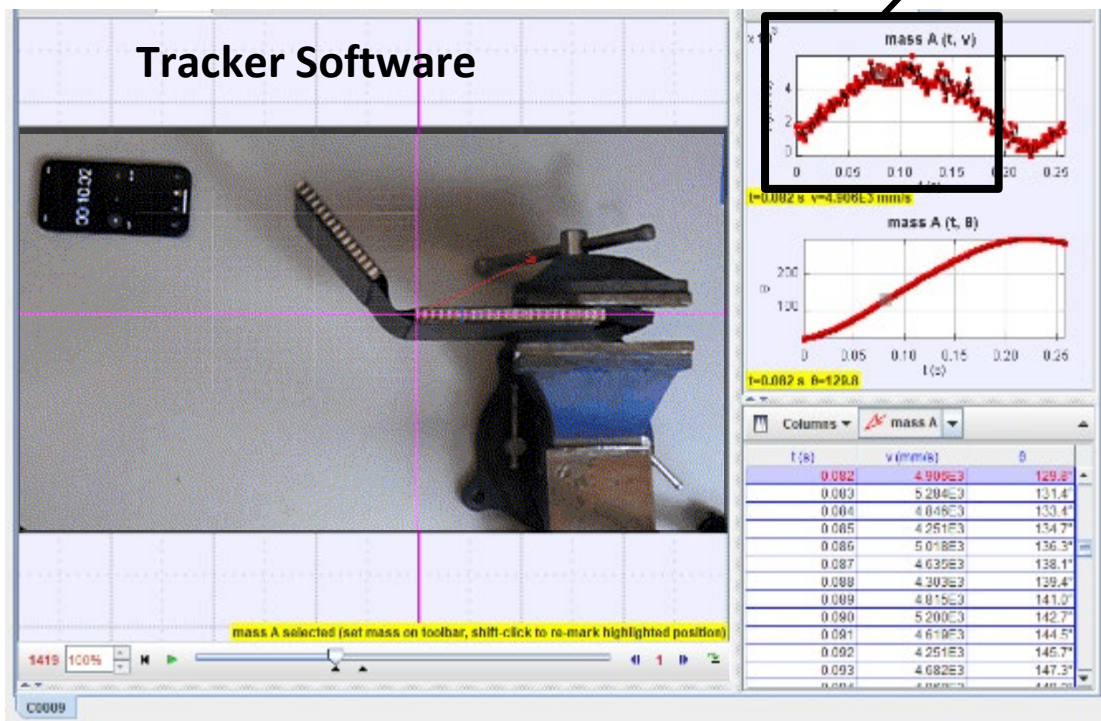 Tracker Software
mass A (t, v)
4
2
0
0 0.05 0.10 0.15 0.20 0.25
t (s)
t=0.082 s v=4.906E3 mm/s
mass A (t, θ)
θ
200
100
0 0.05 0.10 0.15 0.20 0.25
t (s)
t=0.082 s θ=129.8
00:10.02
Columns mass A
t (s) v (mm/s) θ
0.082 4.906E3 129.8°
0.083 5.284E3 131.4°
0.084 4.846E3 133.4°
0.085 4.251E3 134.7°
0.086 5.018E3 136.3°
0.087 4.635E3 138.1°
0.088 4.303E3 139.4°
0.089 4.815E3 141.0°
0.090 5.200E3 142.7°
0.091 4.619E3 144.5°
0.092 4.251E3 145.7°
0.093 4.682E3 147.3°
mass A selected (set mass on toolbar, shift-click to re-mark highlighted position)
1419 100% 1
C0009